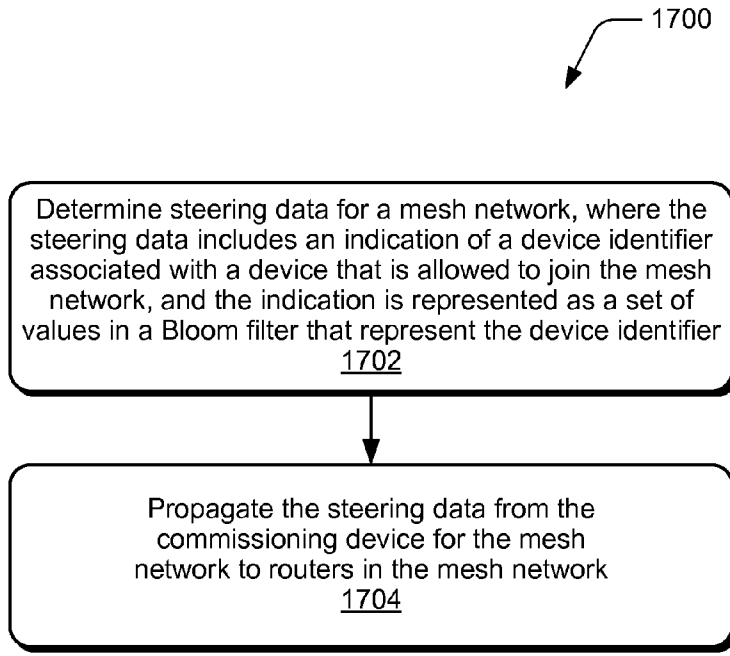 1700
Determine steering data for a mesh network, where the
steering data includes an indication of a device identifier
associated with a device that is allowed to join the mesh
network, and the indication is represented as a set of
values in a Bloom filter that represent the device identifier
1702
Propagate the steering data from the
commissioning device for the mesh
network to routers in the mesh network
1704